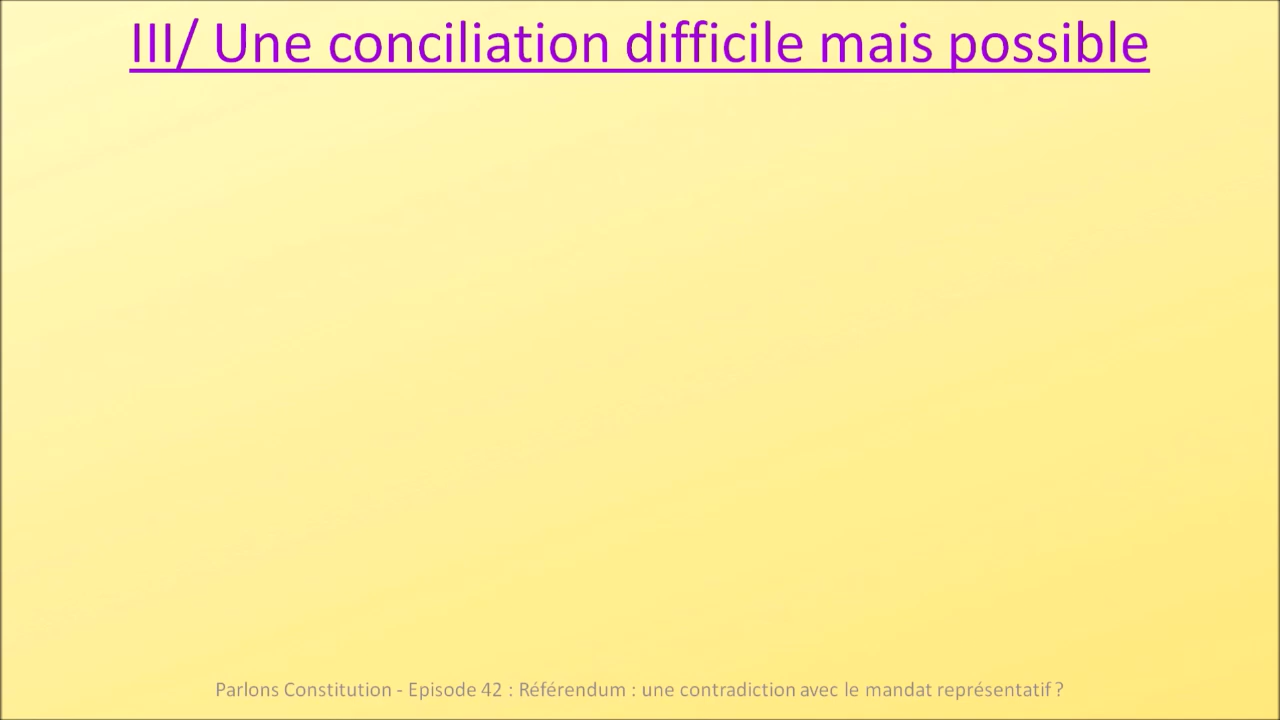 III/ Une conciliation difficile mais possible
Parlons Constitution - Episode 42 : Référendum : une contradiction avec le mandat représentatif ?